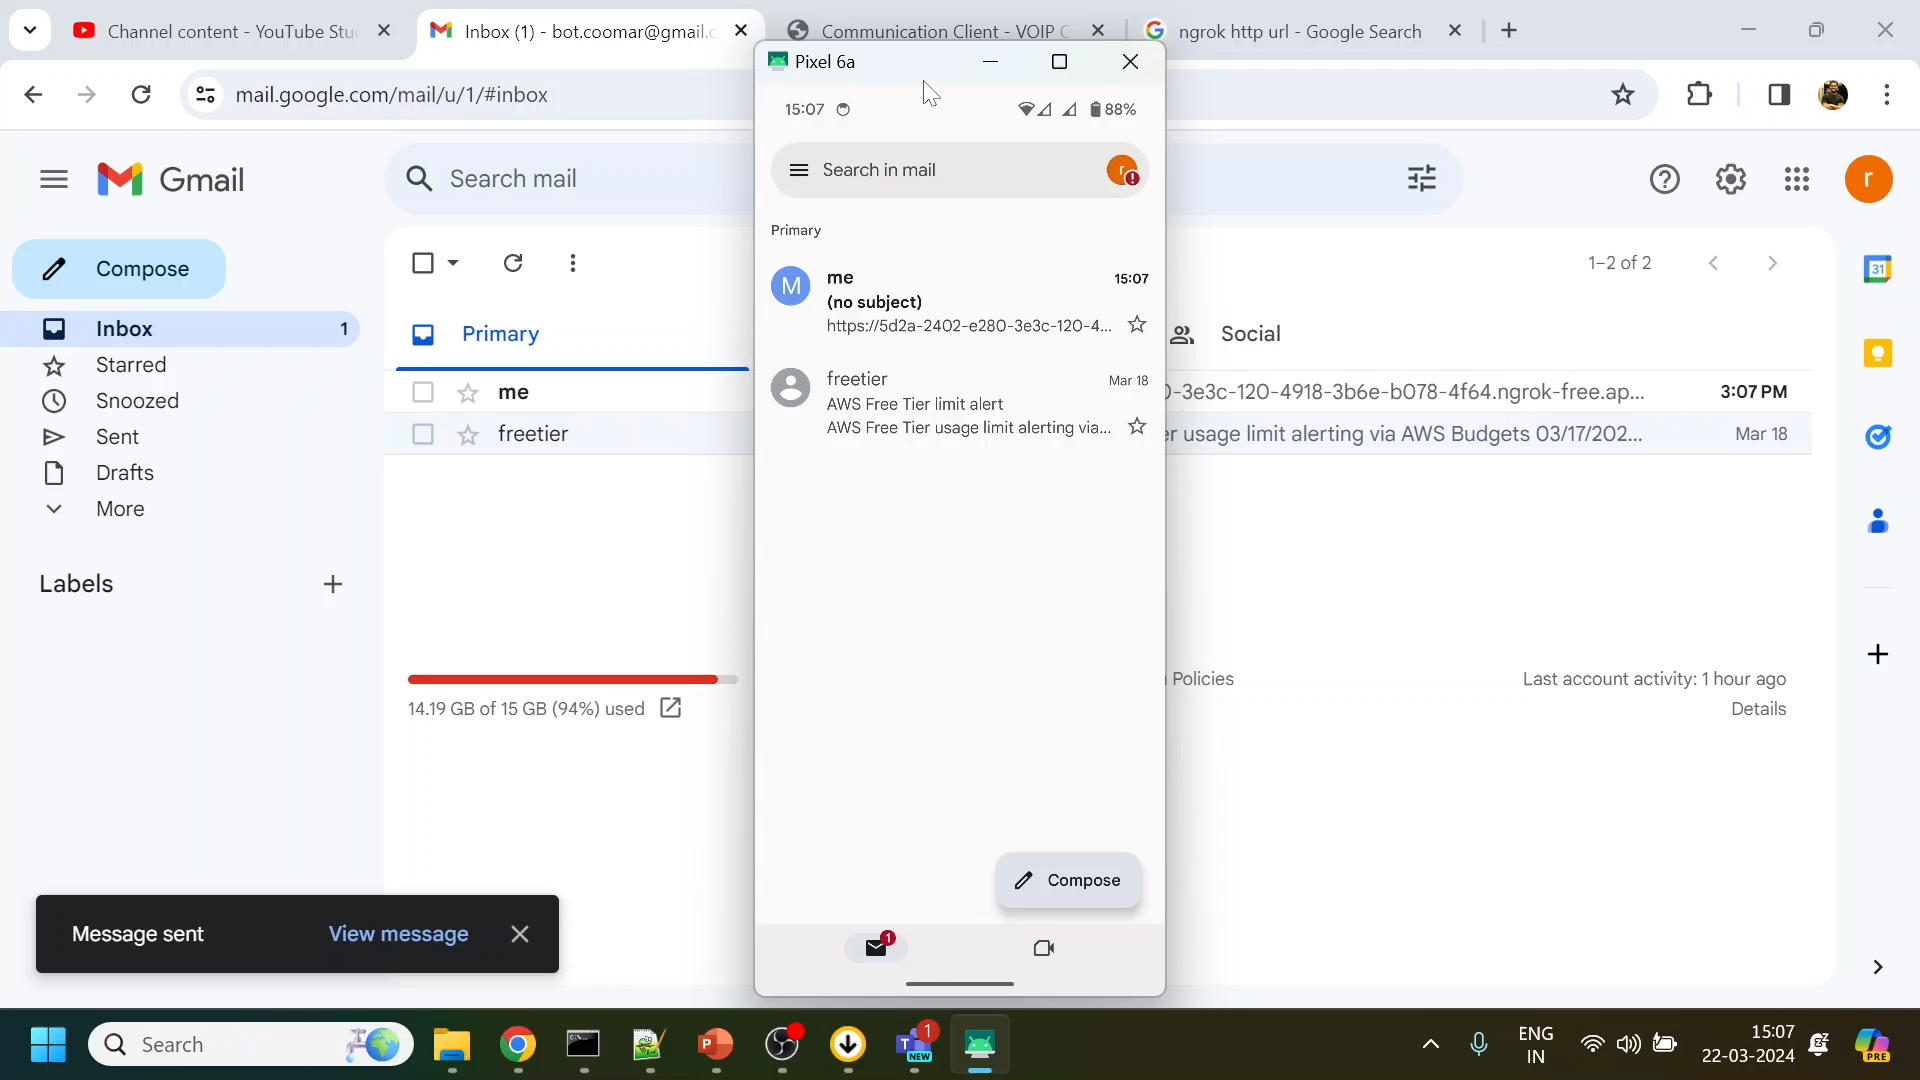 Channel content - YouTube Stu
Inbox (1) - bot.coomar@gmail.c
Communication Client - VOIP C
ngrok http url - Google Search
mail.google.com/mail/u/1/#inbox
Pixel 6a
15:07
88%
Gmail
Search mail
Search in mail
r
r
Compose
1–2 of 2
Primary
Inbox
1
Primary
Social
Starred
Snoozed
Sent
Drafts
More
me
-3e3c-120-4918-3b6e-b078-4f64.ngrok-free.ap...
3:07 PM
freetier
er usage limit alerting via AWS Budgets 03/17/202...
Mar 18
M
me
15:07
(no subject)
https://5d2a-2402-e280-3e3c-120-4...
freetier
Mar 18
AWS Free Tier limit alert
AWS Free Tier usage limit alerting via...
31
Labels
14.19 GB of 15 GB (94%) used
Policies
Last account activity: 1 hour ago
Details
Compose
1
Message sent
View message
Search
P
T
1
NEW
ENG
IN
15:07
22-03-2024
PRE